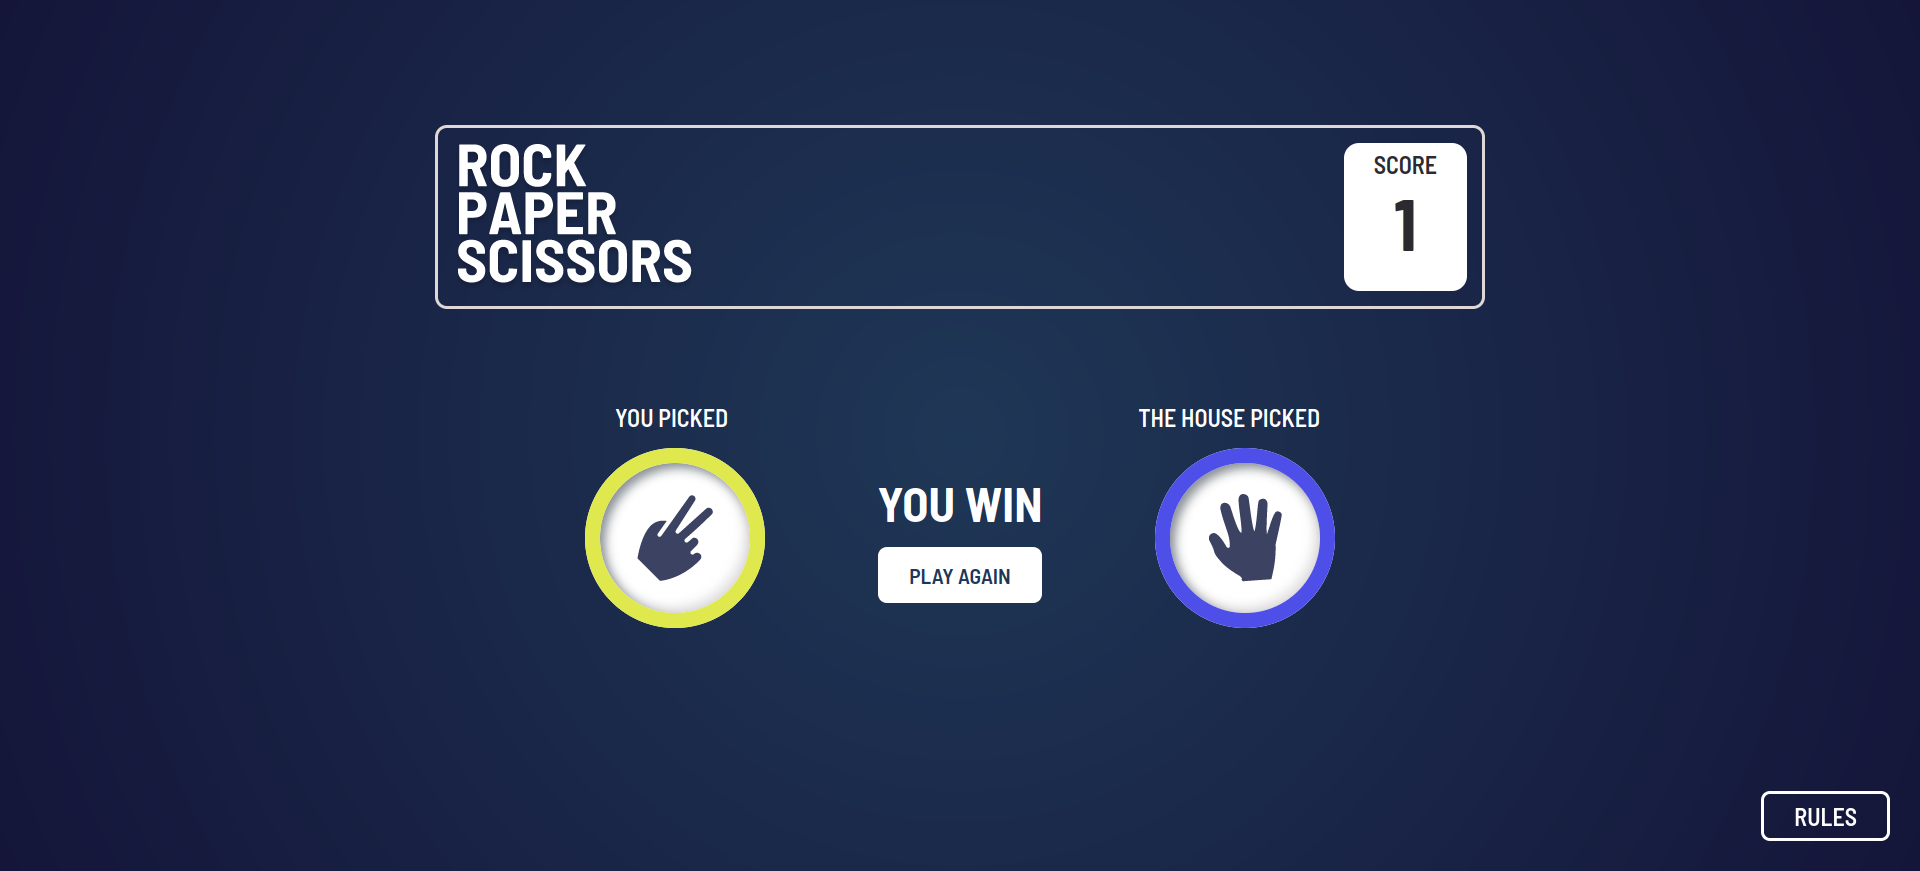 ROCK
PAPER
SCISSORS
SCORE
1
YOU PICKED
THE HOUSE PICKED
YOU WIN
PLAY AGAIN
RULES